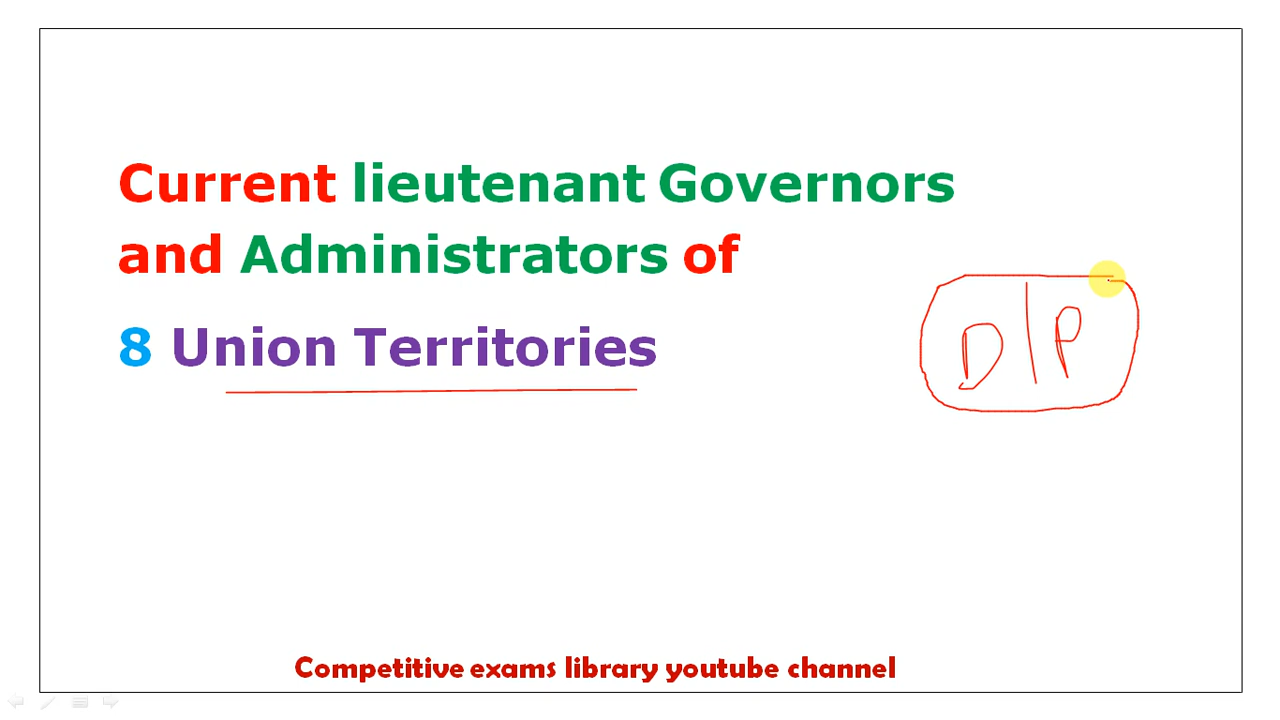 Current lieutenant Governors
and Administrators of
8 Union Territories
D | P
Competitive exams library youtube channel